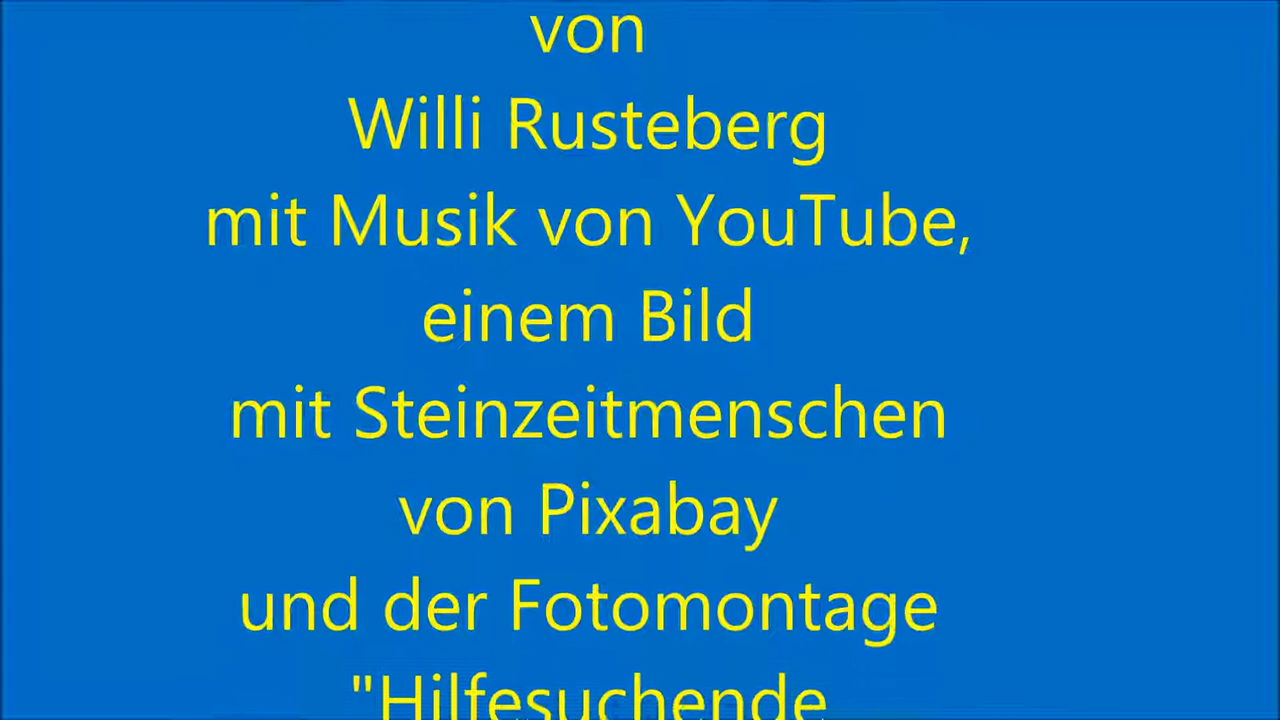 von
Willi Rusteberg
mit Musik von YouTube,
einem Bild
mit Steinzeitmenschen
von Pixabay
und der Fotomontage
"Hilfesuchende